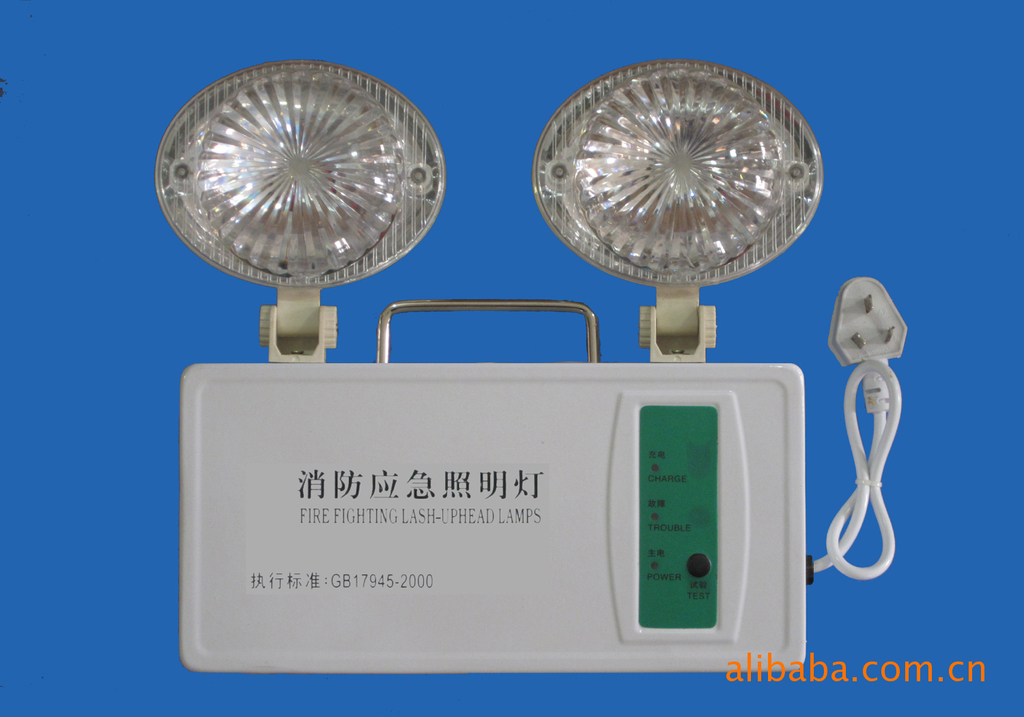 消防应急照明灯
FIRE FIGHTING LASH-UPHEAD LAMPS
执行标准:GB17945-2000
充电
CHARGE
故障
TROUBLE
主电
POWER
试验
TEST
alibaba.com.cn